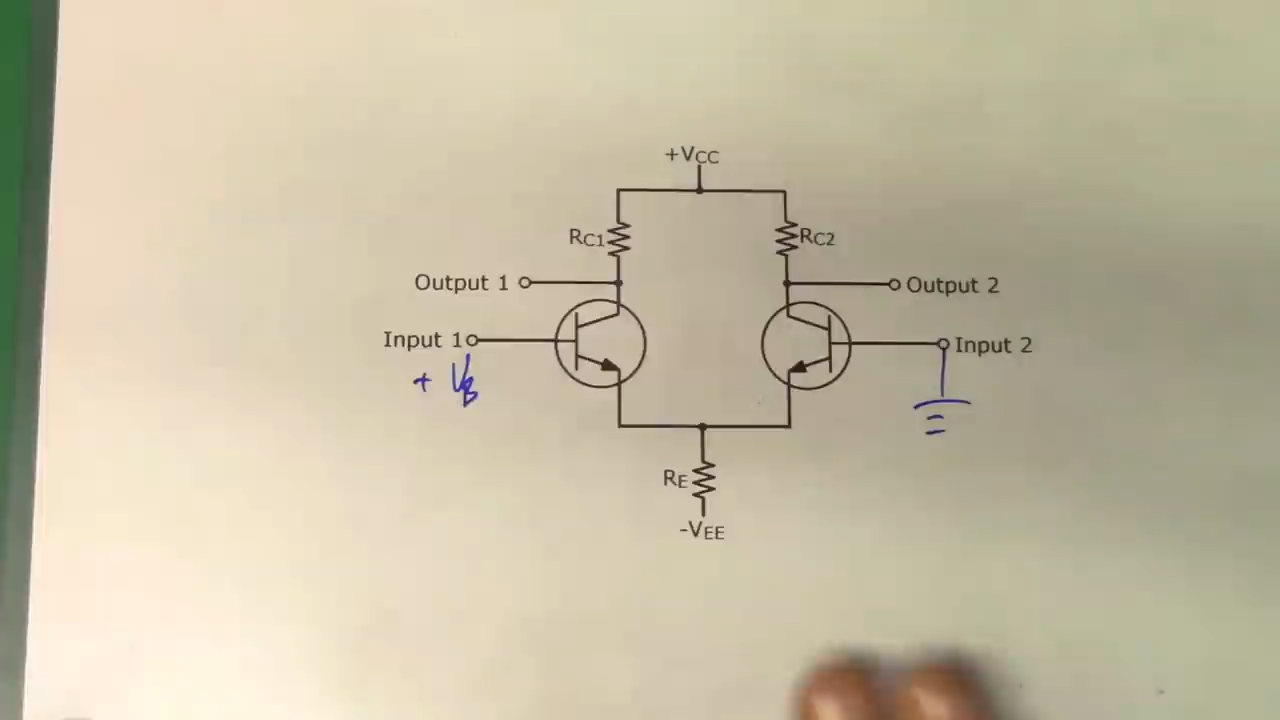 +VCC
RC1
RC2
Output 1
Output 2
Input 1
Input 2
+ VB
RE
-VEE